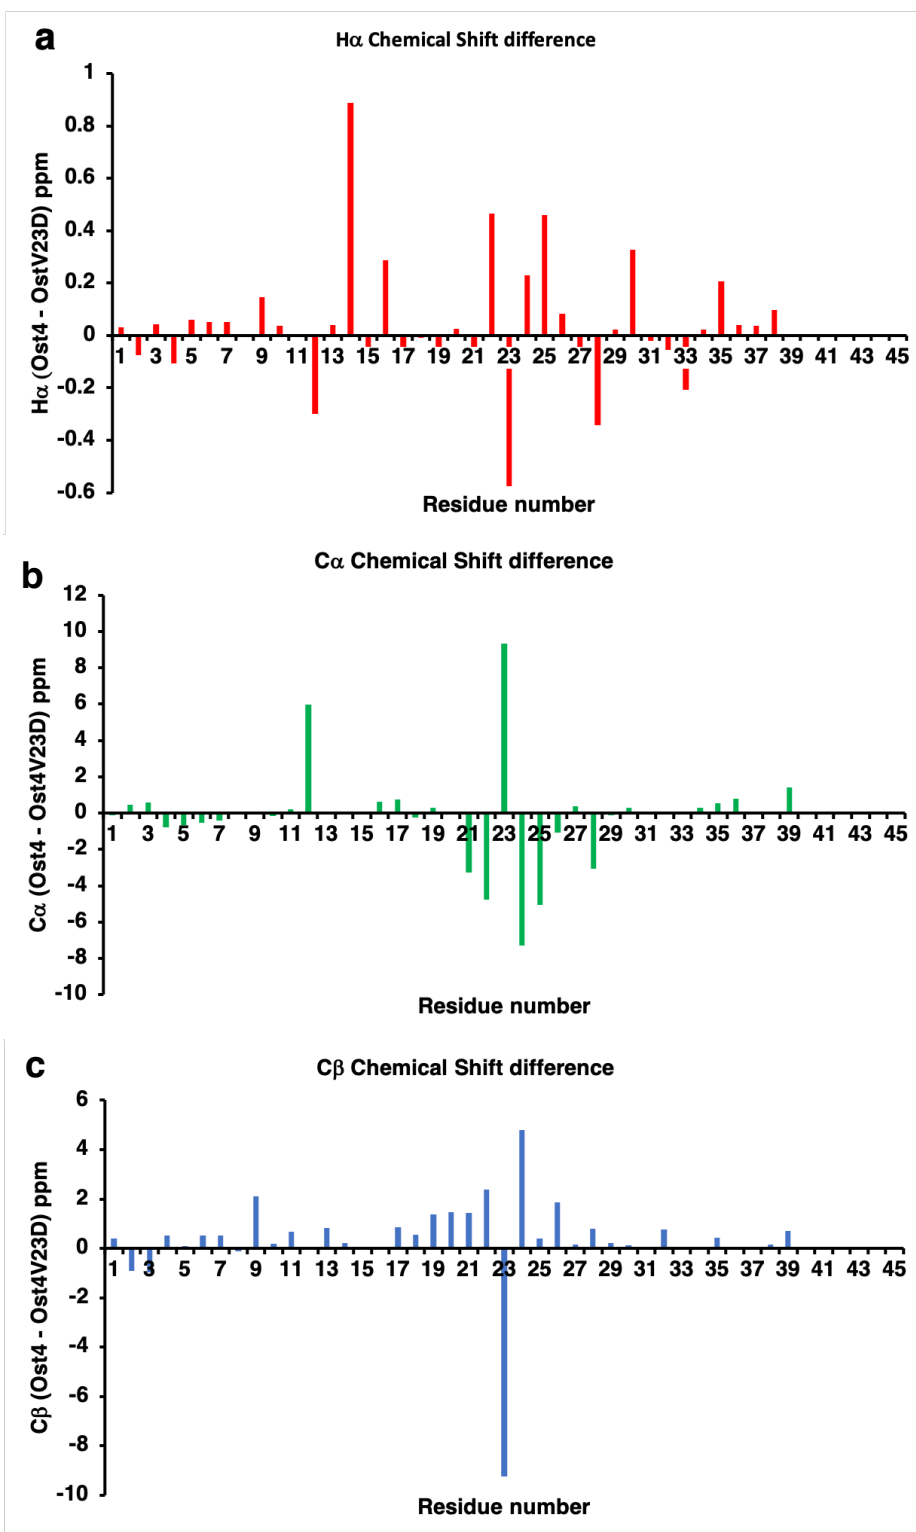 a
Hα Chemical Shift difference
Hα (Ost4 - OstV23D) ppm
1
0.8
0.6
0.4
0.2
0
-0.2
-0.4
-0.6
1 3 5 7 9 11 13 15 17 19 21 23 25 27 29 31 33 35 37 39 41 43 45
Residue number
b
Cα Chemical Shift difference
Cα (Ost4 - Ost4V23D) ppm
12
10
8
6
4
2
0
-2
-4
-6
-8
-10
1 3 5 7 9 11 13 15 17 19 21 23 25 27 29 31 33 35 37 39 41 43 45
Residue number
c
Cβ Chemical Shift difference
Cβ (Ost4 - Ost4V23D) ppm
6
4
2
0
-2
-4
-6
-8
-10
1 3 5 7 9 11 13 15 17 19 21 23 25 27 29 31 33 35 37 39 41 43 45
Residue number